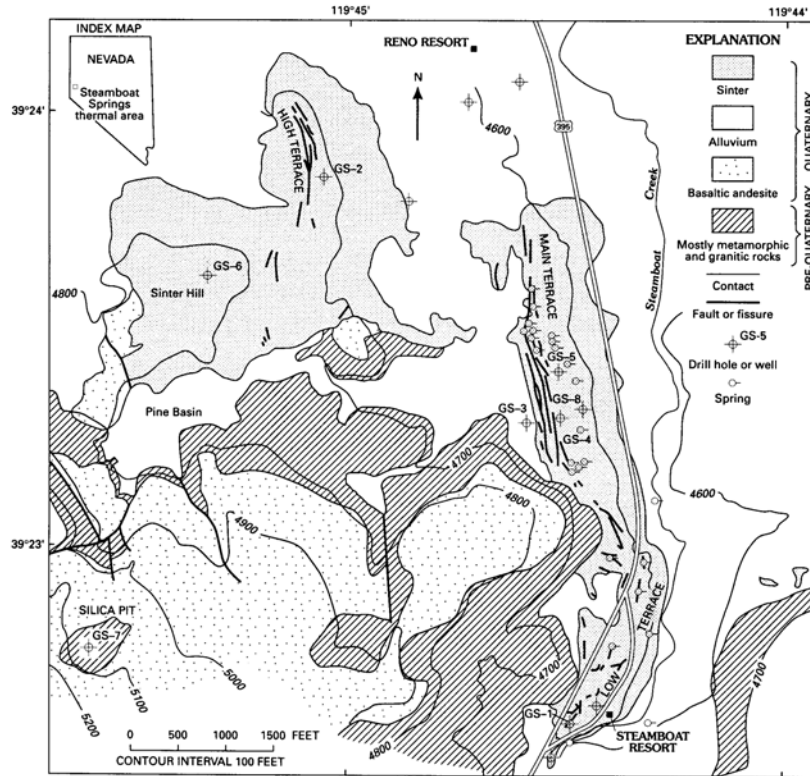 119°45'
119°44'
INDEX MAP
NEVADA
Steamboat
Springs
thermal area
RENO RESORT
N
39°24'
4600
395
HIGH TERRACE
GS–2
Creek
Steamboat
EXPLANATION
Sinter
Alluvium
Basaltic andesite
Mostly metamorphic
and granitic rocks
QUATERNARY
PRE-QUATERNARY
Contact
Fault or fissure
GS–5
Drill hole or well
Spring
4800
GS–6
Sinter Hill
MAIN TERRACE
GS–5
GS–8
GS–3
GS–4
Pine Basin
4700
4800
4600
4900
39°23'
SILICA PIT
GS–7
5000
5100
5200
TERRACE
LOW
4700
4700
GS–1
STEAMBOAT
RESORT
4800
0 500 1000 1500 FEET
CONTOUR INTERVAL 100 FEET